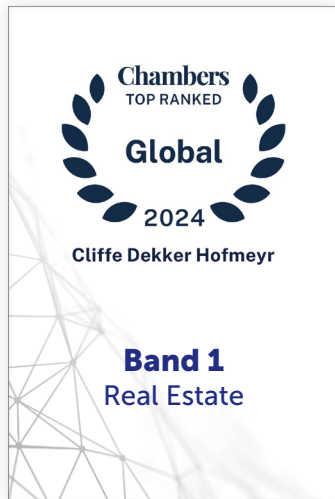 Chambers
TOP RANKED
Global
2024
Cliffe Dekker Hofmeyr
Band 1
Real Estate